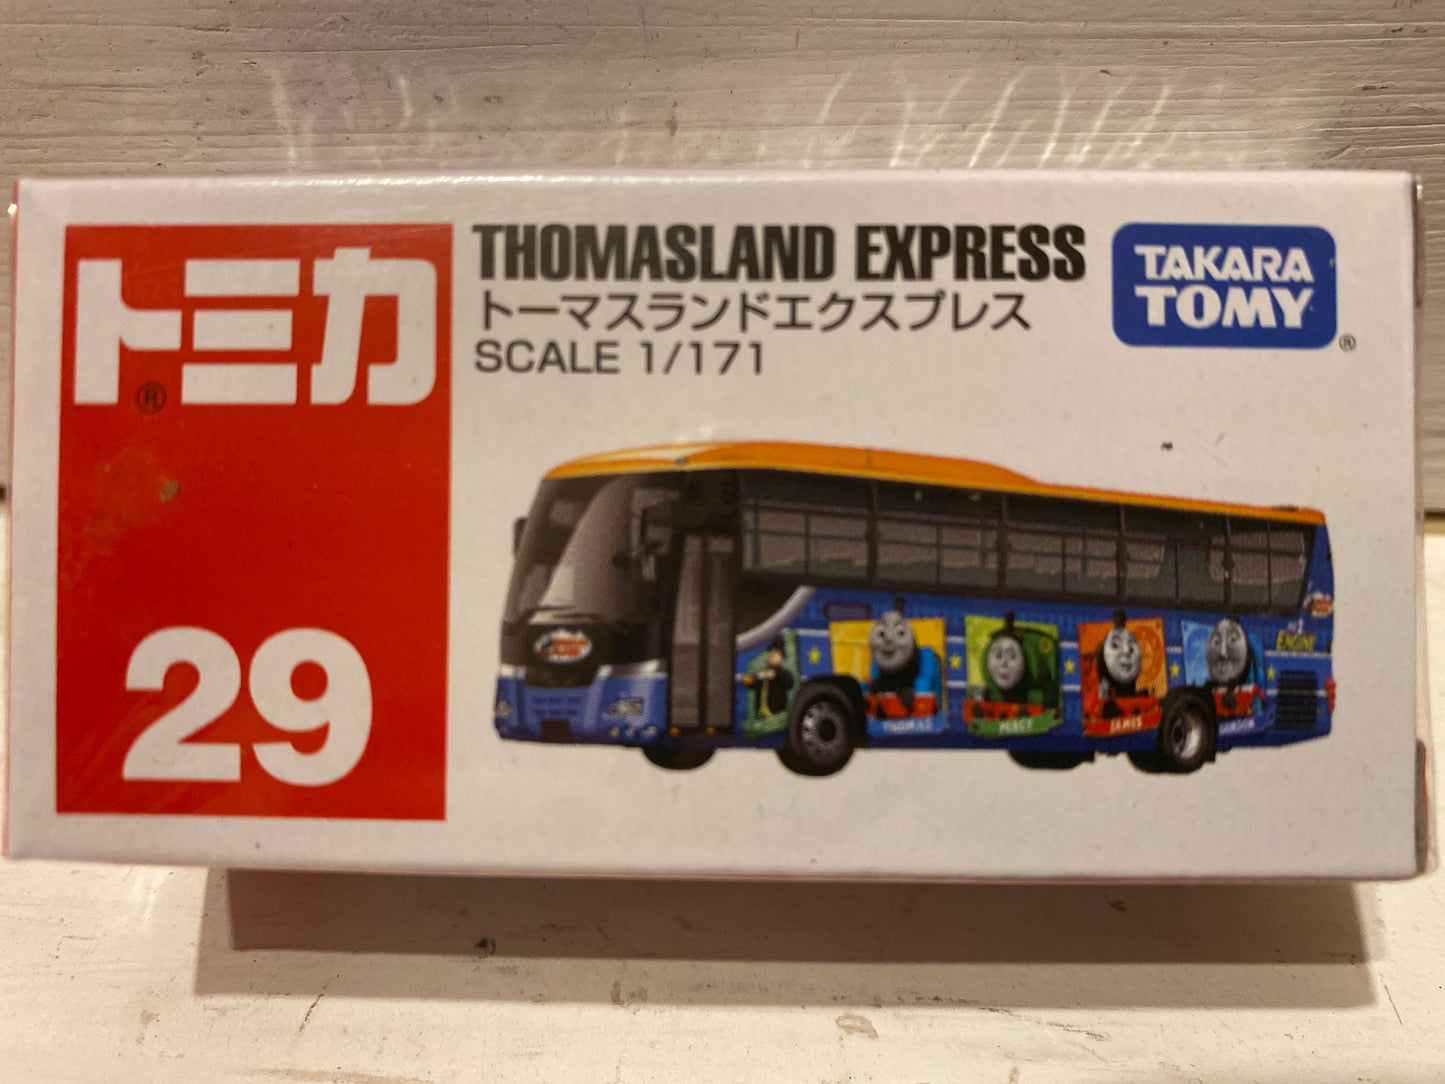 トミカ
®
29
THOMASLAND EXPRESS
トーマスランドエクスプレス
SCALE 1/171
TAKARA
TOMY
®
THOMAS
PERCY
JAMES
GORDON
ENGINE